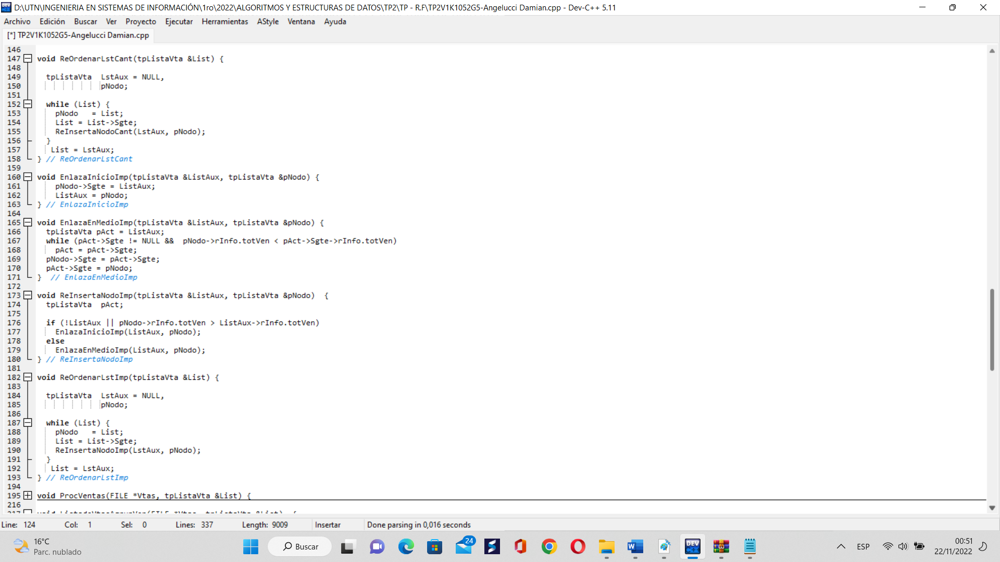 D:\UTN\INGENIERIA EN SISTEMAS DE INFORMACIÓN\1ro\2022\ALGORITMOS Y ESTRUCTURAS DE DATOS\TP2\TP - R.F\TP2V1K1052G5-Angelucci Damian.cpp - Dev-C++ 5.11
Archivo Edición Buscar Ver Proyecto Ejecutar Herramientas AStyle Ventana Ayuda
[*] TP2V1K1052G5-Angelucci Damian.cpp
146
147 void ReOrdenarLstCant(tpListaVta &List) {
148
149 tpListaVta  LstAux = NULL,
150 pNodo;
151
152 while (List) {
153 pNodo   = List;
154 List = List->Sgte;
155 ReInsertaNodoCant(LstAux, pNodo);
156 }
157 List = LstAux;
158 } // ReOrdenarLstCant
159
160 void EnlazaInicioImp(tpListaVta &ListAux, tpListaVta &pNodo) {
161 pNodo->Sgte = ListAux;
162 ListAux = pNodo;
163 } // EnlazaInicioImp
164
165 void EnlazaEnMedioImp(tpListaVta &ListAux, tpListaVta &pNodo) {
166 tpListaVta pAct = ListAux;
167 while (pAct->Sgte != NULL &&  pNodo->rInfo.totVen < pAct->Sgte->rInfo.totVen)
168 pAct = pAct->Sgte;
169 pNodo->Sgte = pAct->Sgte;
170 pAct->Sgte = pNodo;
171 }  // EnlazaEnMedioImp
172
173 void ReInsertaNodoImp(tpListaVta &ListAux, tpListaVta &pNodo)  {
174 tpListaVta  pAct;
175
176 if (!ListAux || pNodo->rInfo.totVen > ListAux->rInfo.totVen)
177 EnlazaInicioImp(ListAux, pNodo);
178 else
179 EnlazaEnMedioImp(ListAux, pNodo);
180 } // ReInsertaNodoImp
181
182 void ReOrdenarLstImp(tpListaVta &List) {
183
184 tpListaVta  LstAux = NULL,
185 pNodo;
186
187 while (List) {
188 pNodo   = List;
189 List = List->Sgte;
190 ReInsertaNodoImp(LstAux, pNodo);
191 }
192 List = LstAux;
193 } // ReOrdenarLstImp
194
195 void ProcVentas(FILE *Vtas, tpListaVta &List) {
216
Line: 124 Col: 1 Sel: 0 Lines: 337 Length: 9009 Insertar Done parsing in 0,016 seconds
16°C
Parc. nublado
Buscar
24
DEV
ESP
00:51
22/11/2022